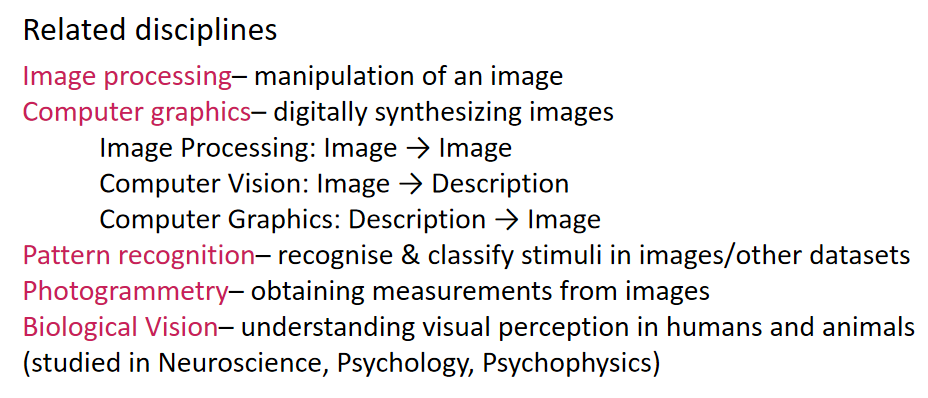 Related disciplines
Image processing– manipulation of an image
Computer graphics– digitally synthesizing images
Image Processing: Image → Image
Computer Vision: Image → Description
Computer Graphics: Description → Image
Pattern recognition– recognise & classify stimuli in images/other datasets
Photogrammetry– obtaining measurements from images
Biological Vision– understanding visual perception in humans and animals
(studied in Neuroscience, Psychology, Psychophysics)